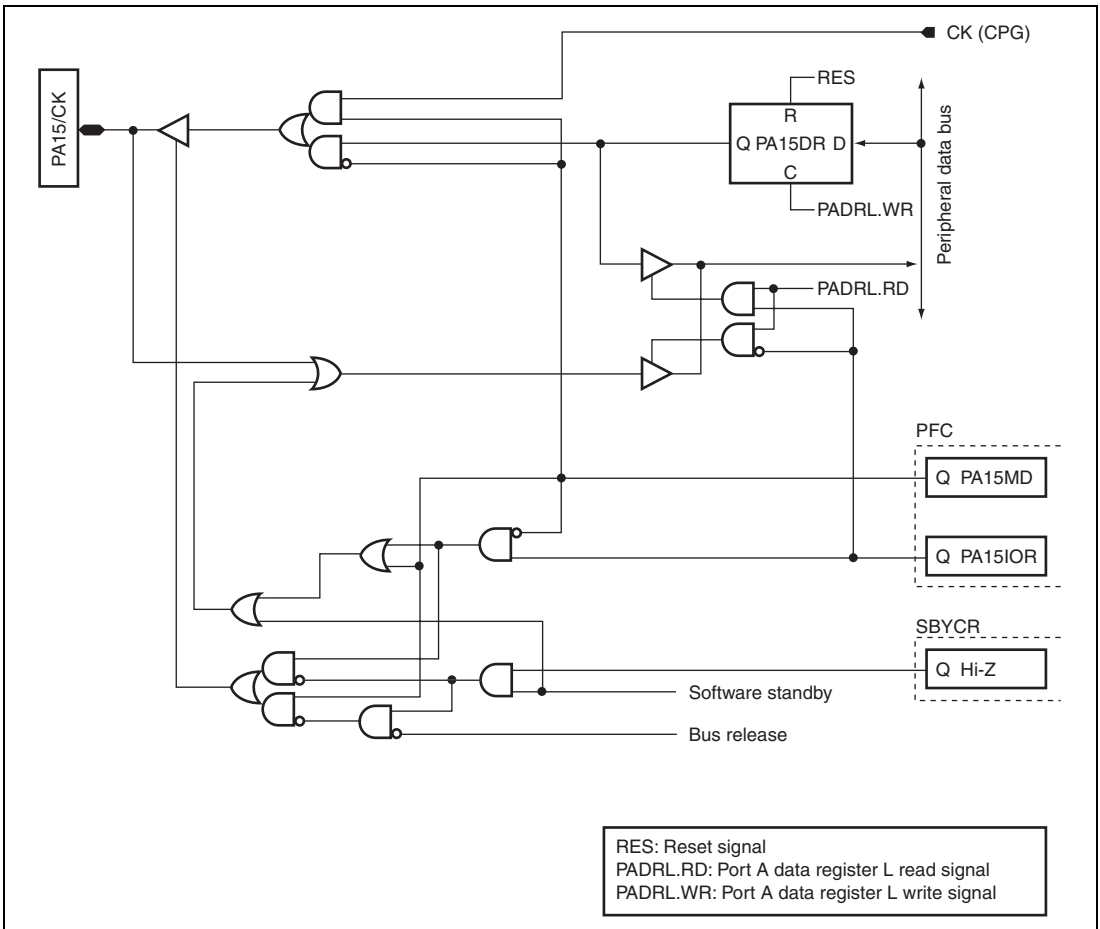 CK (CPG)
PA15/CK
RES
R
Q PA15DR D
C
PADRL.WR
Peripheral data bus
PADRL.RD
PFC
Q PA15MD
Q PA15IOR
SBYCR
Q Hi-Z
Software standby
Bus release
RES: Reset signal
PADRL.RD: Port A data register L read signal
PADRL.WR: Port A data register L write signal